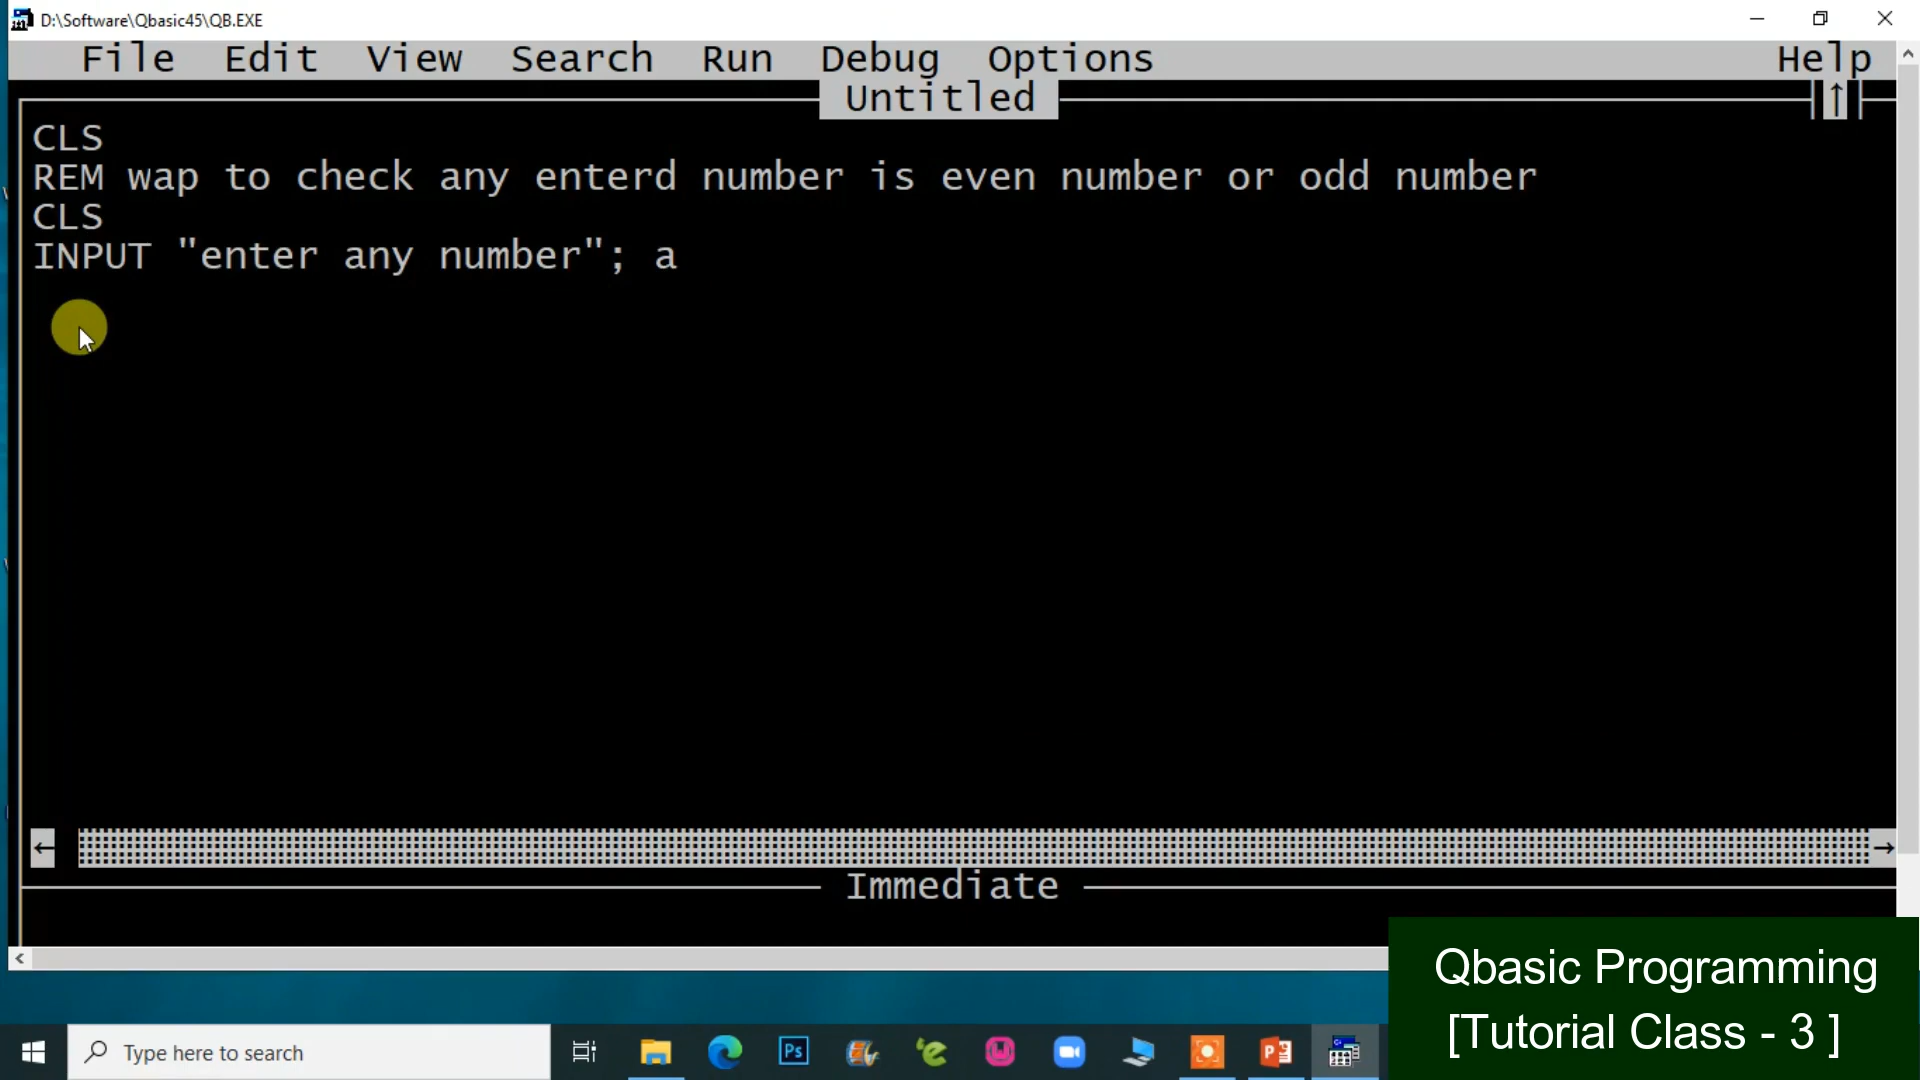 D:\Software\Qbasic45\QB.EXE
File Edit View Search Run Debug Options Help
Untitled
CLS
REM wap to check any enterd number is even number or odd number
CLS
INPUT "enter any number"; a
Immediate
Qbasic Programming
[Tutorial Class - 3 ]
Type here to search
Ps